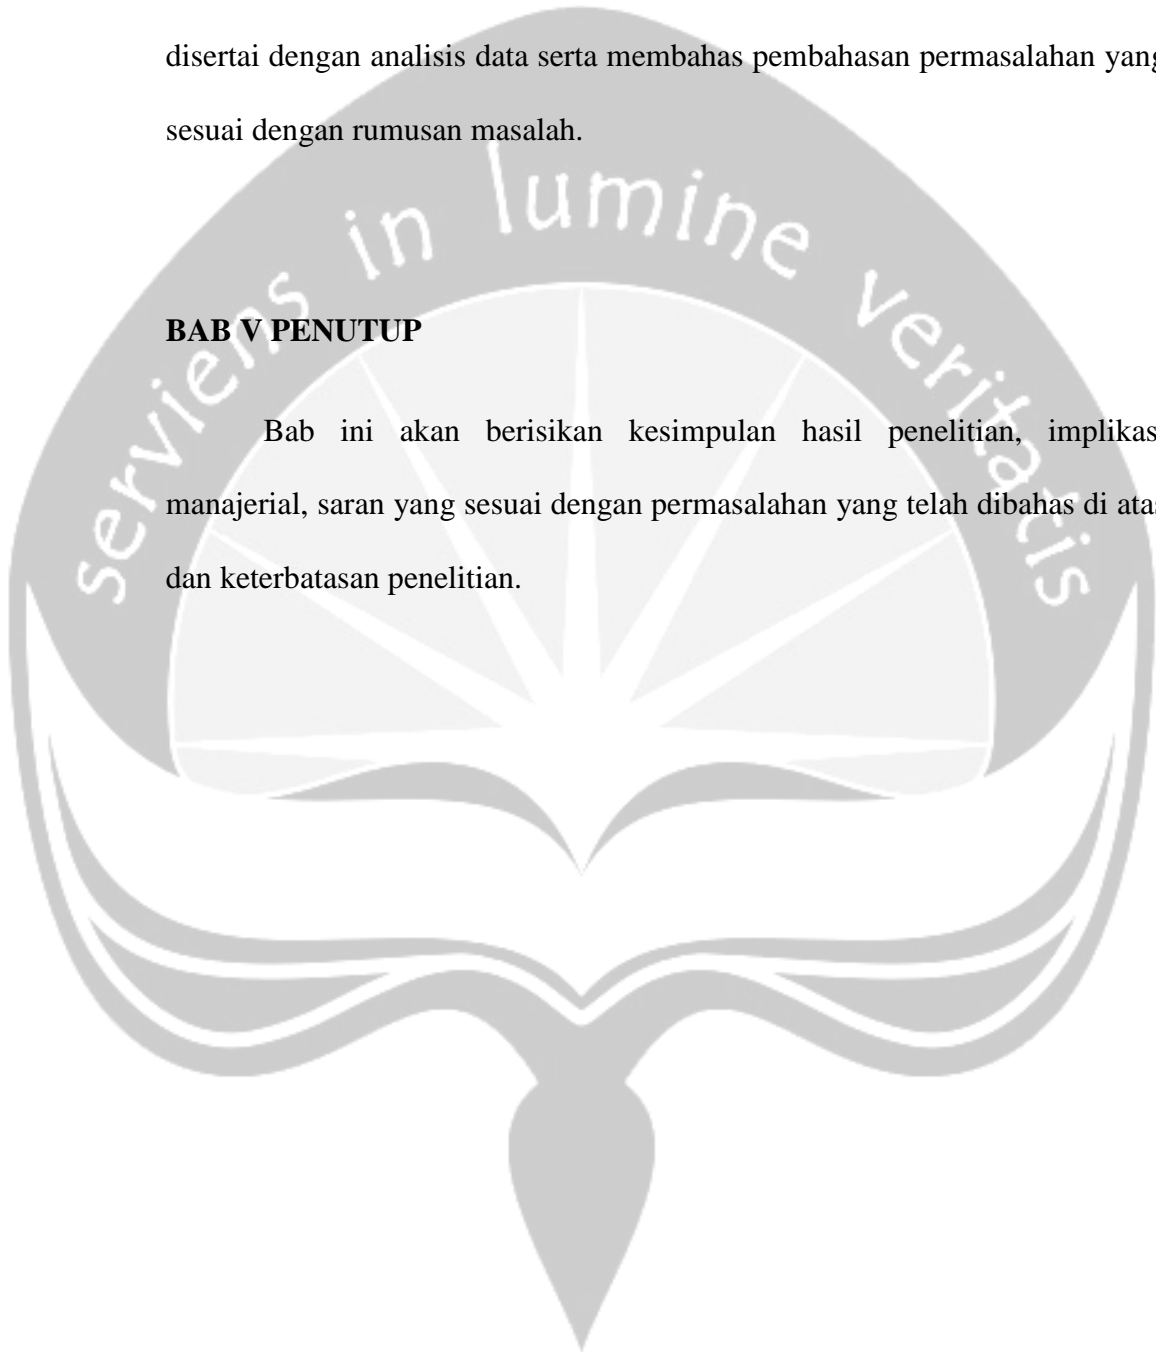 disertai dengan analisis data serta membahas pembahasan permasalahan yang
sesuai dengan rumusan masalah.
serviens in lumine veritatis
BAB V PENUTUP
Bab ini akan berisikan kesimpulan hasil penelitian, implikas
manajerial, saran yang sesuai dengan permasalahan yang telah dibahas di atas
dan keterbatasan penelitian.